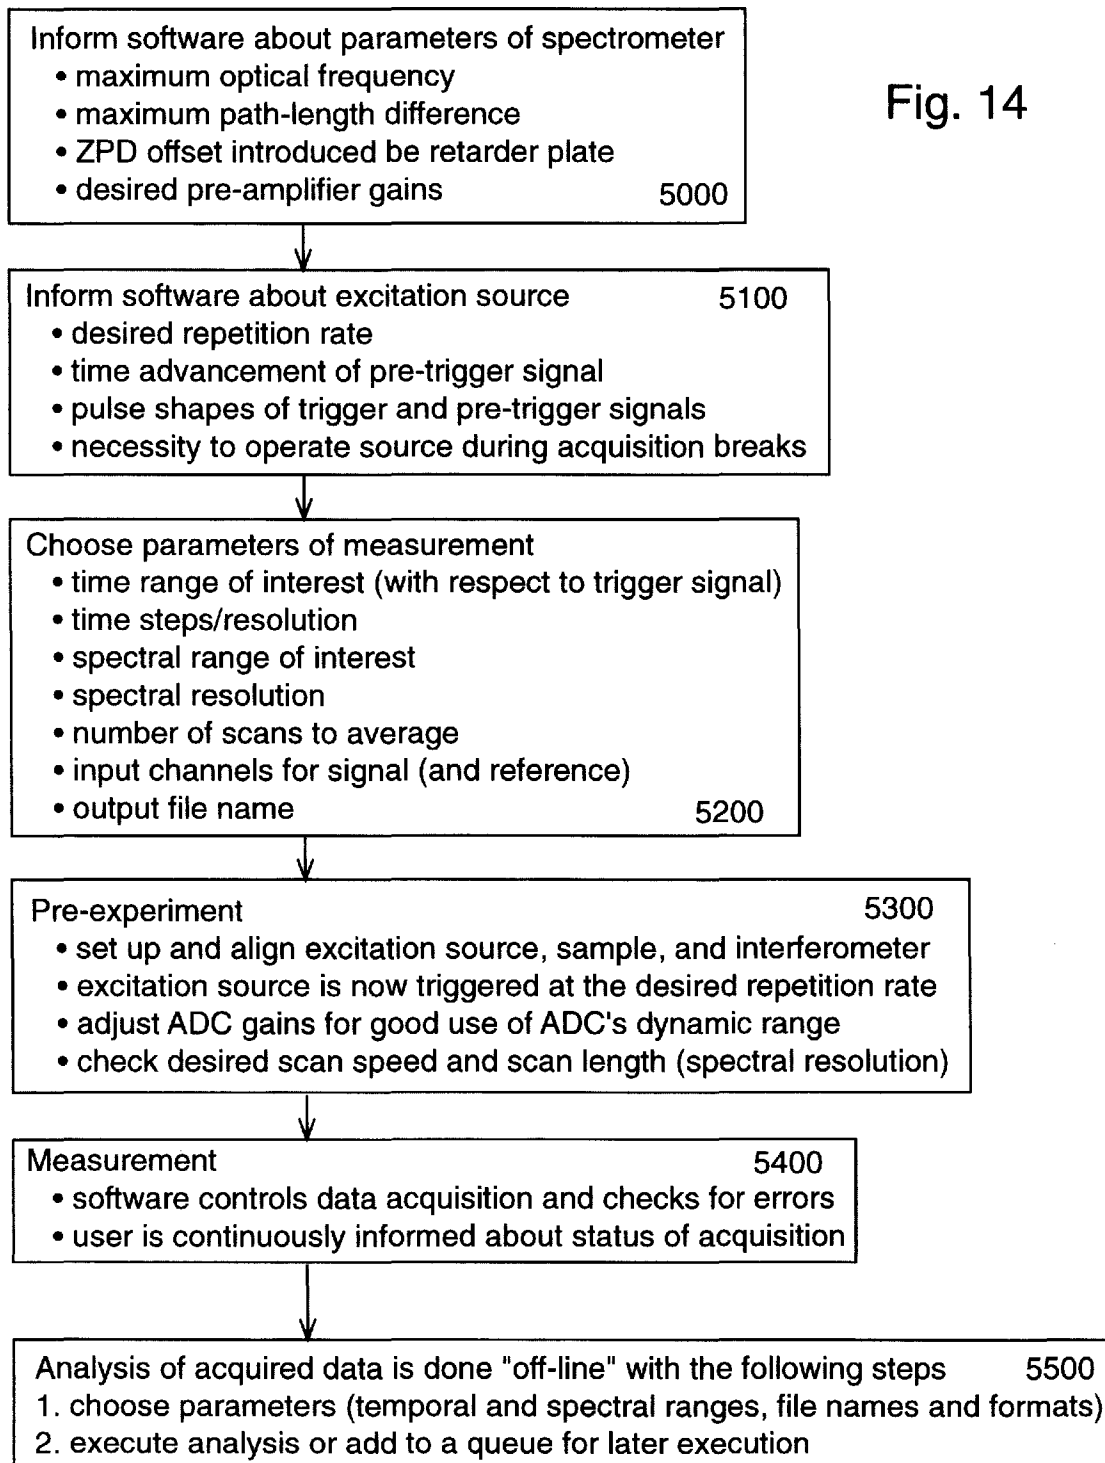 Inform software about parameters of spectrometer
• maximum optical frequency
• maximum path-length difference
• ZPD offset introduced be retarder plate
• desired pre-amplifier gains 5000
Fig. 14
Inform software about excitation source 5100
• desired repetition rate
• time advancement of pre-trigger signal
• pulse shapes of trigger and pre-trigger signals
• necessity to operate source during acquisition breaks
Choose parameters of measurement
• time range of interest (with respect to trigger signal)
• time steps/resolution
• spectral range of interest
• spectral resolution
• number of scans to average
• input channels for signal (and reference)
• output file name 5200
Pre-experiment 5300
• set up and align excitation source, sample, and interferometer
• excitation source is now triggered at the desired repetition rate
• adjust ADC gains for good use of ADC's dynamic range
• check desired scan speed and scan length (spectral resolution)
Measurement 5400
• software controls data acquisition and checks for errors
• user is continuously informed about status of acquisition
Analysis of acquired data is done "off-line" with the following steps 5500
1. choose parameters (temporal and spectral ranges, file names and formats)
2. execute analysis or add to a queue for later execution